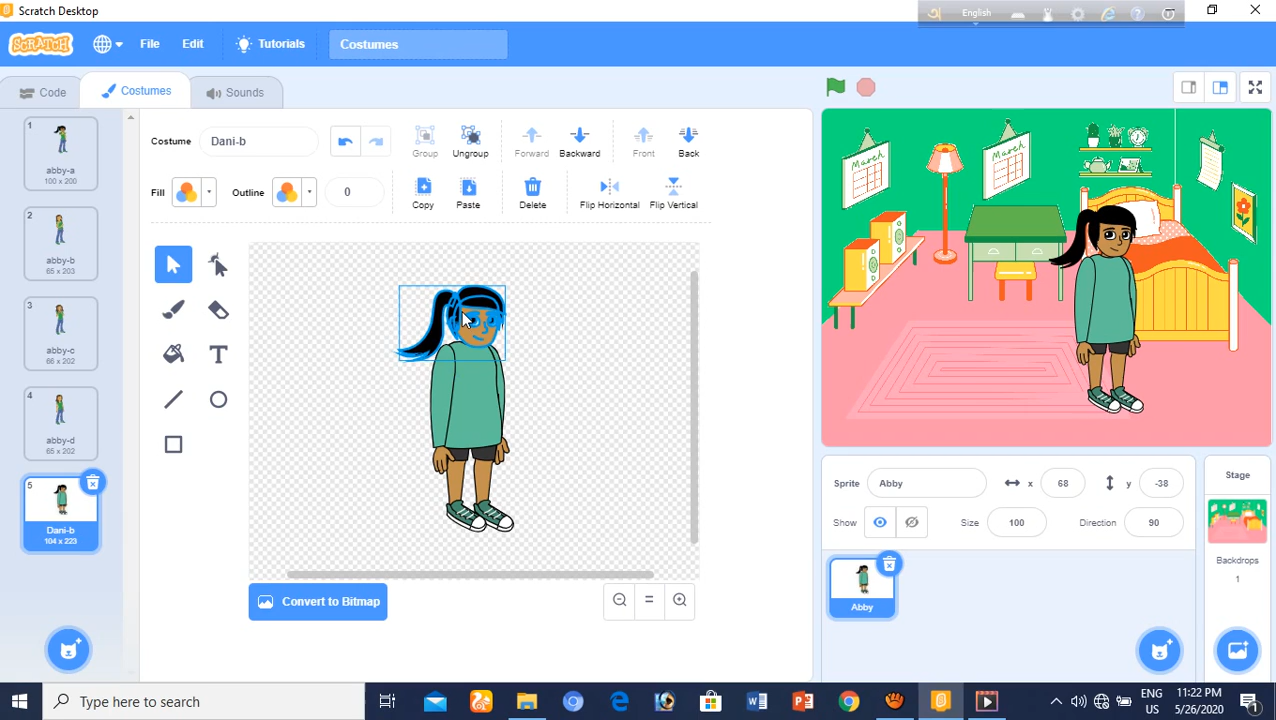 Scratch Desktop
English
SCRATCH
File
Edit
Tutorials
Costumes
Code
Costumes
Sounds
Costume
Dani-b
Group
Ungroup
Forward
Backward
Front
Back
Fill
Outline
0
Copy
Paste
Delete
Flip Horizontal
Flip Vertical
1
abby-a
100 x 200
2
abby-b
65 x 203
3
abby-c
66 x 202
4
abby-d
65 x 202
5
Dani-b
104 x 223
T
Convert to Bitmap
March
March
Sprite
Abby
x
68
y
-38
Show
Size
100
Direction
90
Abby
Stage
Backdrops
1
Type here to search
ENG
US
11:22 PM
5/26/2020
1